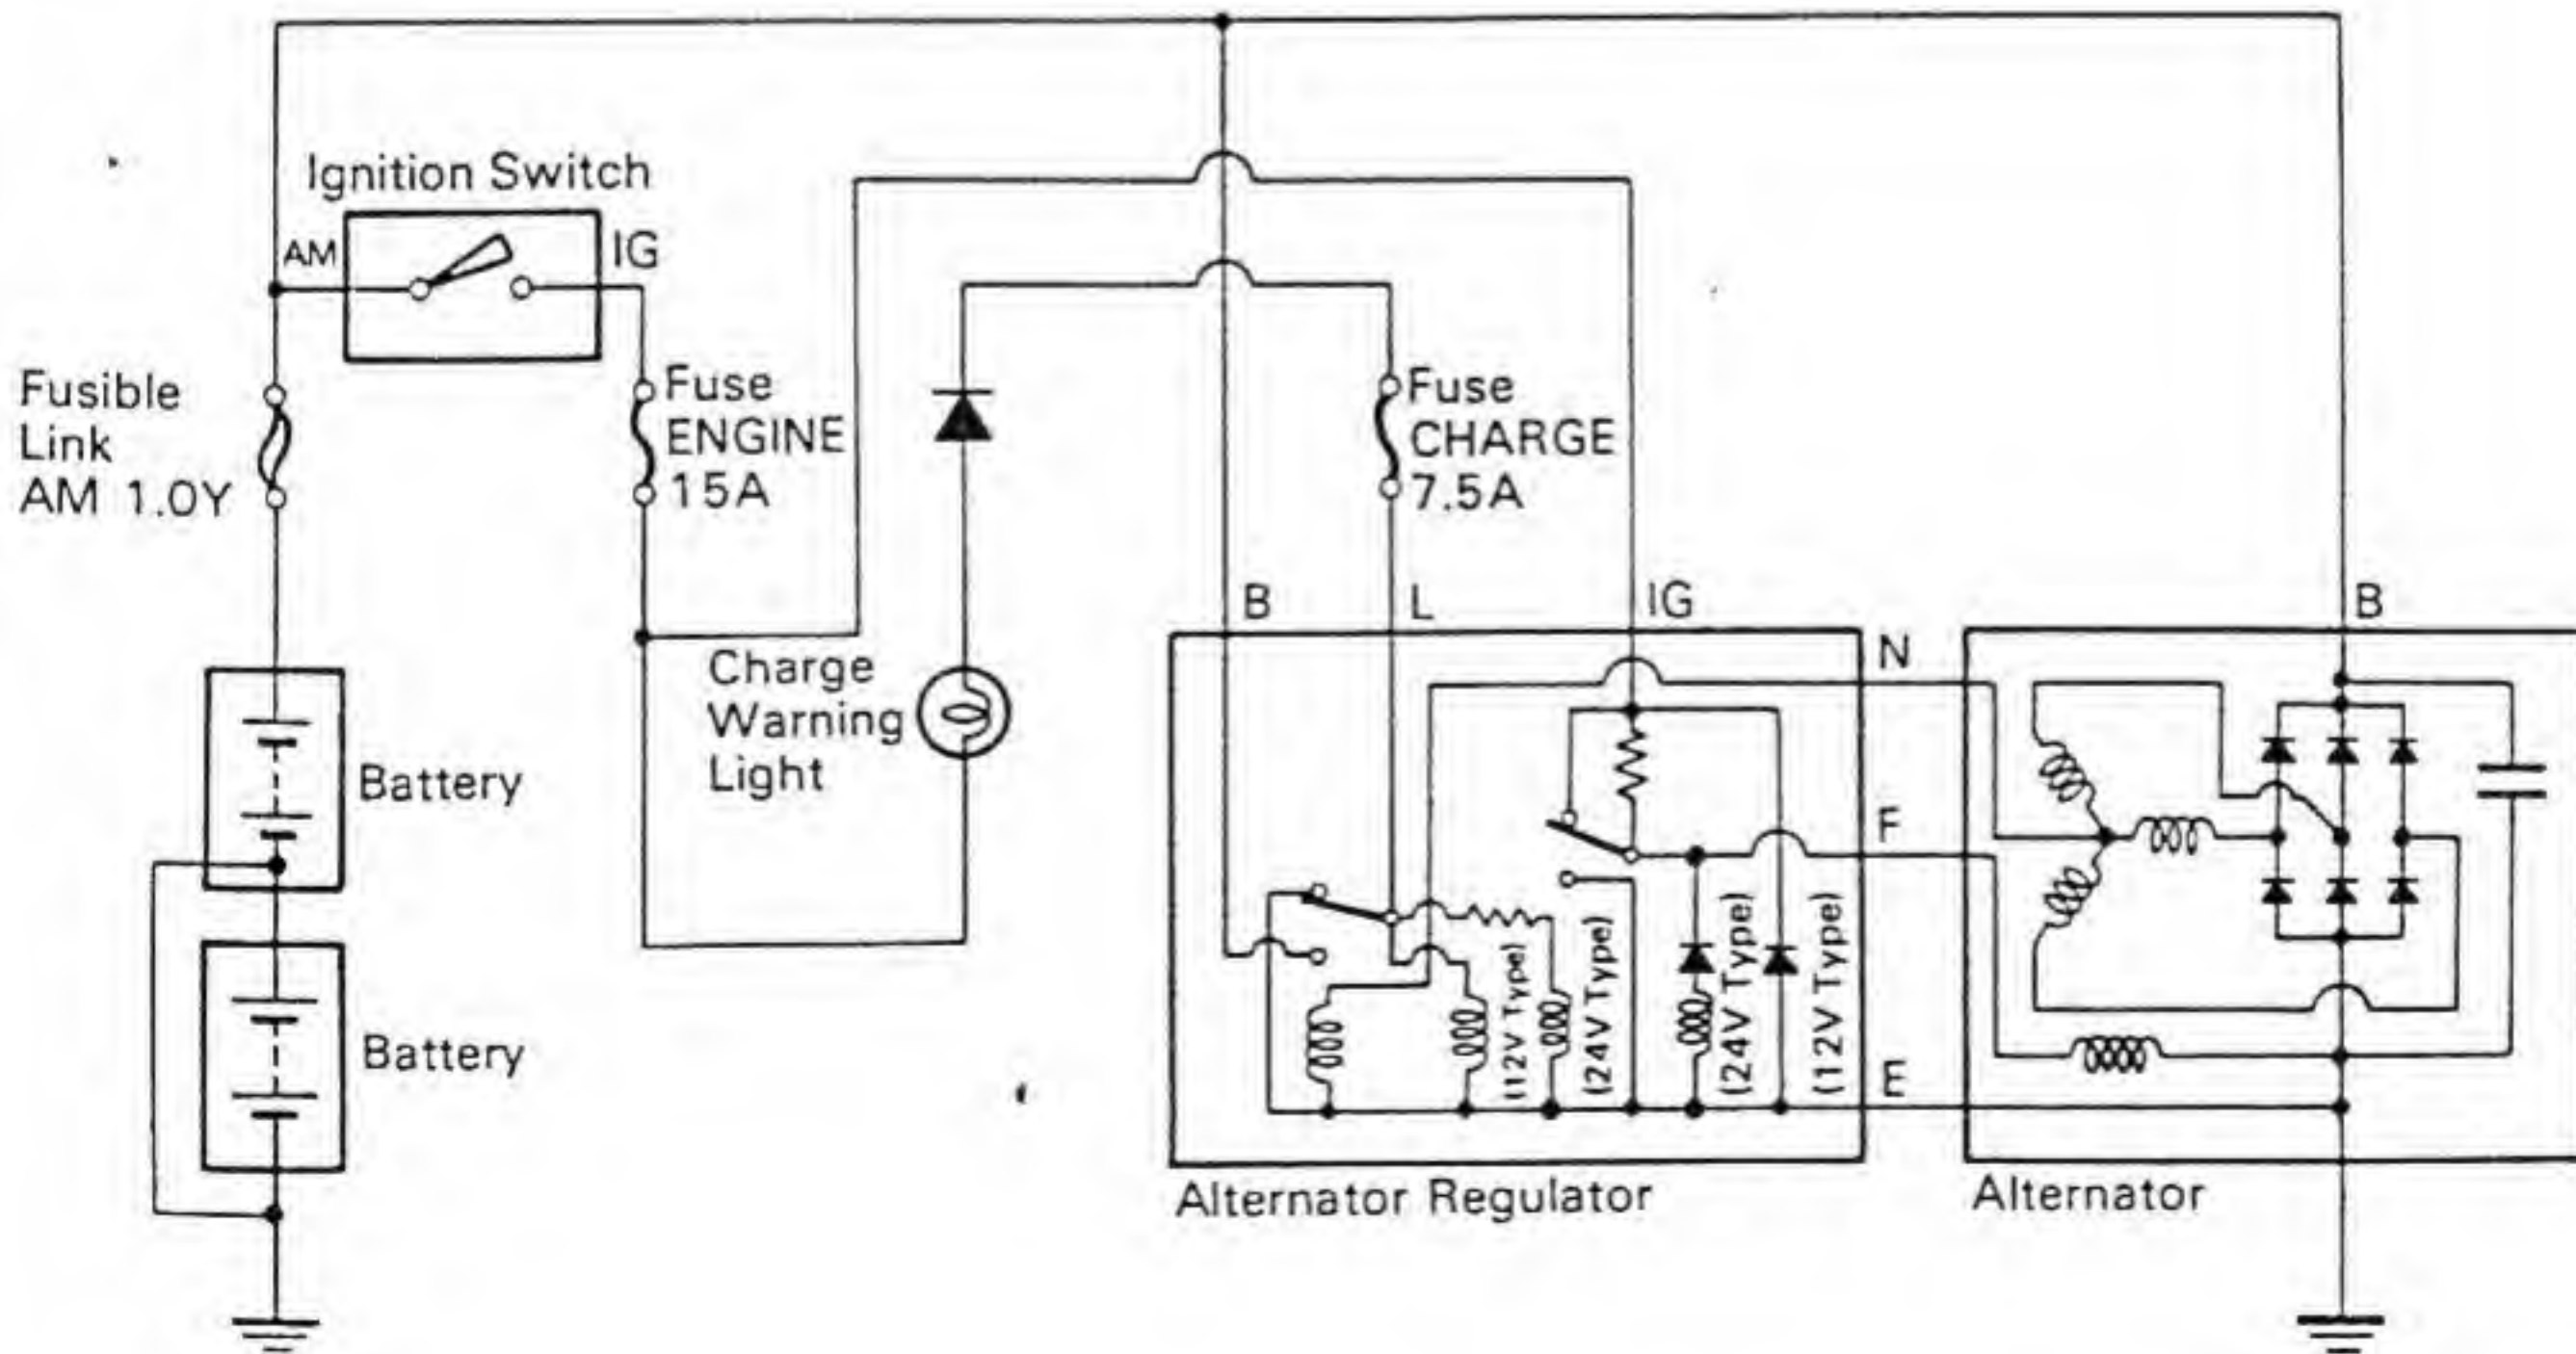 Ignition Switch
AM
IG
Fusible
Link
AM 1.0Y
Fuse
ENGINE
15A
Fuse
CHARGE
7.5A
Charge
Warning
Light
Battery
Battery
B
L
IG
N
F
E
(12V Type)
(24V Type)
(24V Type)
(12V Type)
Alternator Regulator
B
Alternator